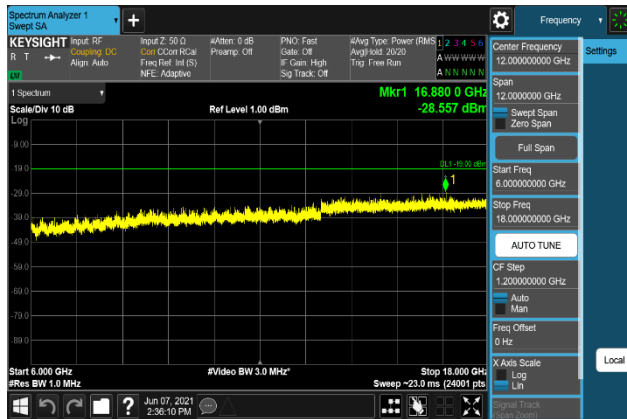 Spectrum Analyzer 1
Swept SA
+
Frequency
KEYSIGHT
R T
Input: RF
Coupling: DC
Align: Auto
Input Z: 50 Ω
Corr CCorr RCal
Freq Ref: Int (S)
NFE: Adaptive
#Atten: 0 dB
Preamp: Off
PNO: Fast
Gate: Off
IF Gain: High
Sig Track: Off
#Avg Type: Power (RMS)
Avg|Hold: 20/20
Trig: Free Run
1 2 3 4 5 6
A W W W W W
A N N N N N
1 Spectrum
Scale/Div 10 dB
Log
Ref Level 1.00 dBm
Mkr1 16.880 0 GHz
-28.557 dBm
DL1 -19.00 dBm
1
-9.00
-19.0
-29.0
-39.0
-49.0
-59.0
-69.0
-79.0
-89.0
Start 6.000 GHz
#Res BW 1.0 MHz
#Video BW 3.0 MHz*
Stop 18.000 GHz
Sweep ~23.0 ms (24001 pts)
Jun 07, 2021
2:36:10 PM
Center Frequency
12.000000000 GHz
Span
12.0000000 GHz
Swept Span
Zero Span
Full Span
Start Freq
6.000000000 GHz
Stop Freq
18.000000000 GHz
AUTO TUNE
CF Step
1.200000000 GHz
Auto
Man
Freq Offset
0 Hz
X Axis Scale
Log
Lin
Signal Track
(Span Zoom)
Settings
Local